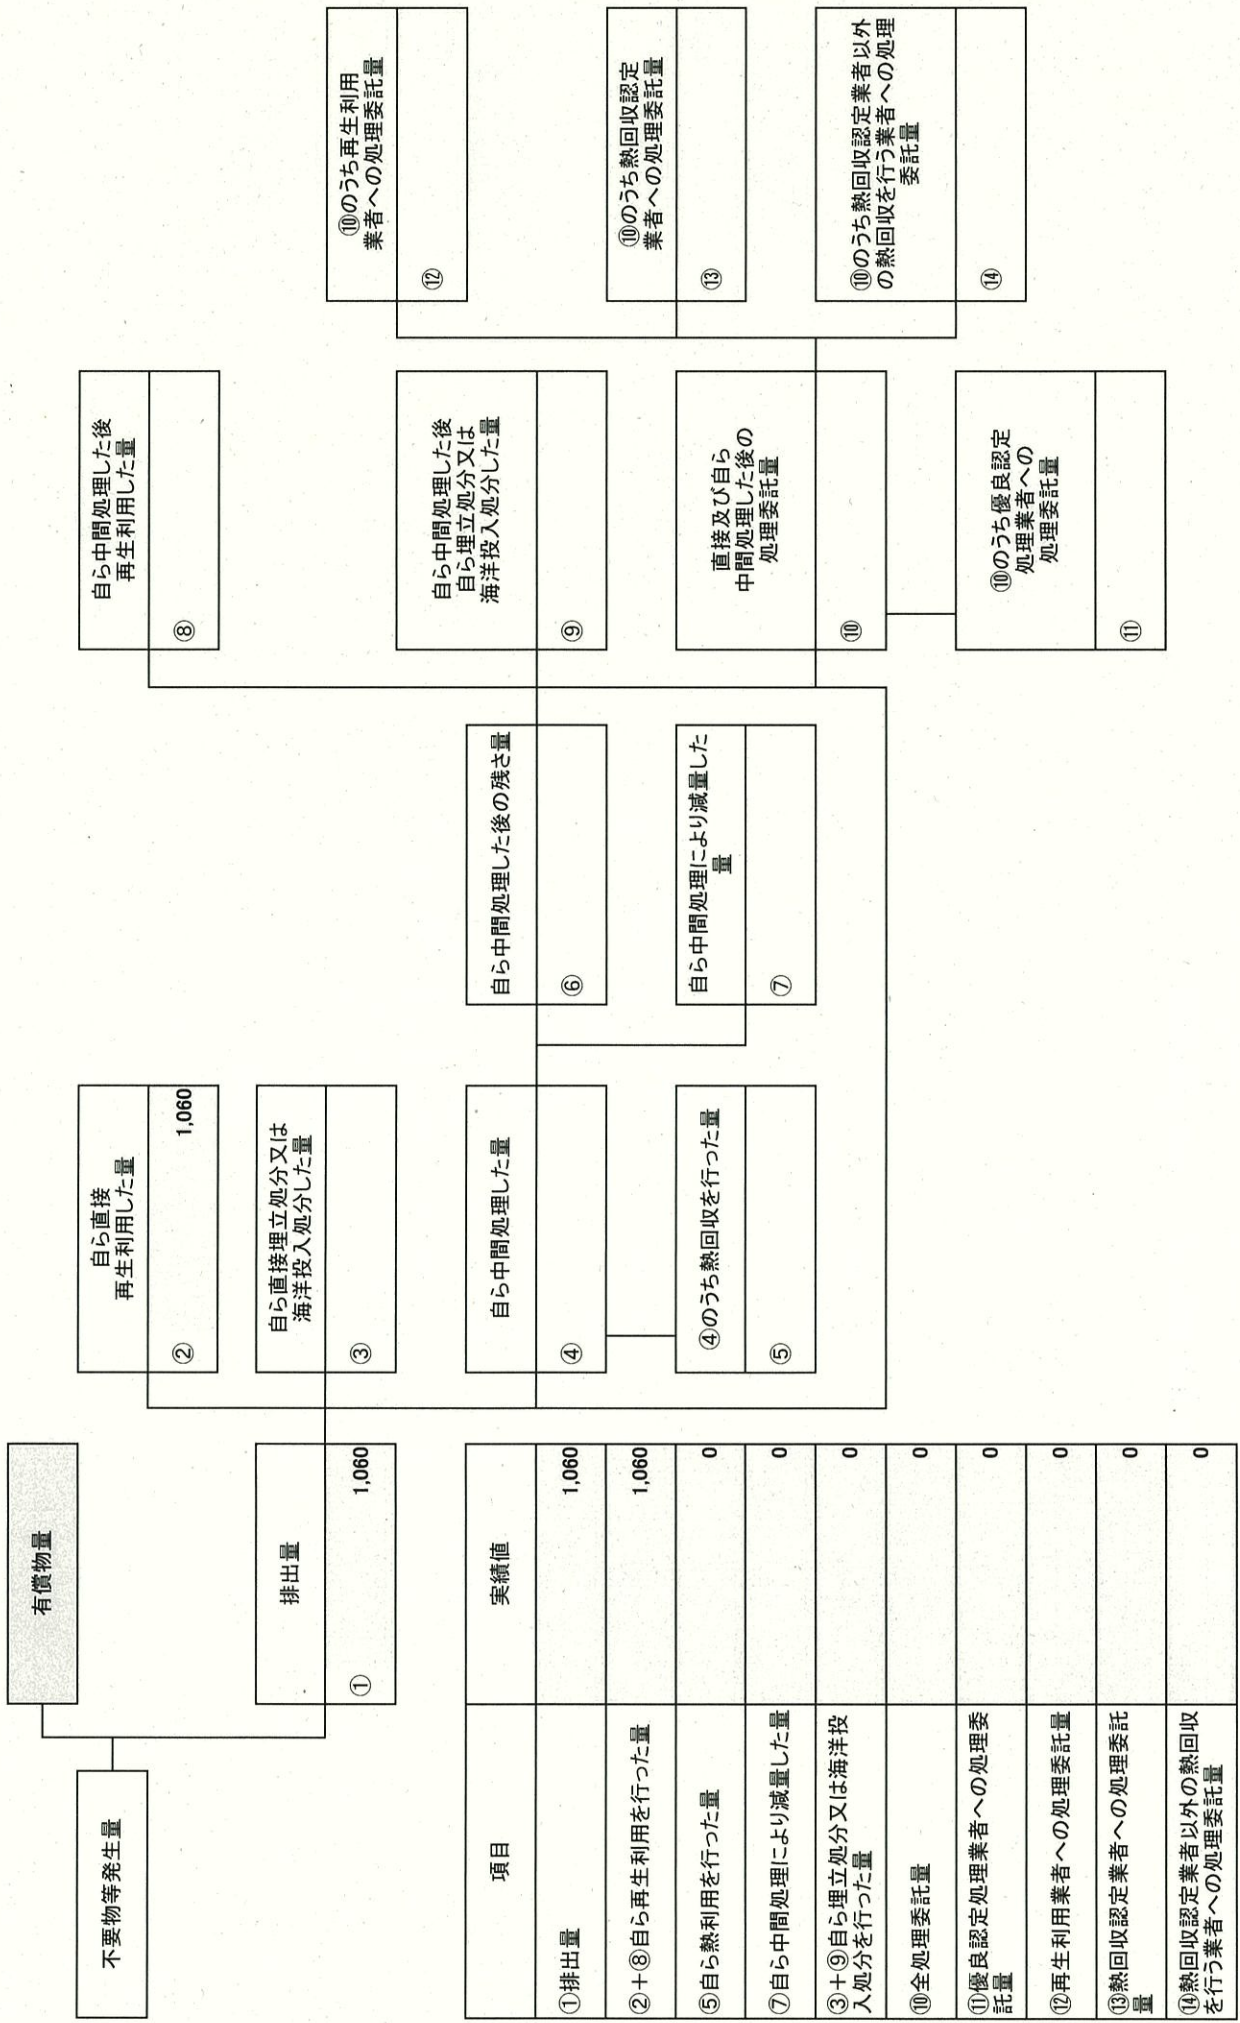 不要物等発生量
有償物量
排出量
① 1,060
自ら直接
再生利用した量
② 1,060
自ら直接埋立処分又は
海洋投入処分した量
③
自ら中間処理した量
④
④のうち熱回収を行った量
⑤
自ら中間処理した後の残さ量
⑥
自ら中間処理により減量した
量
⑦
自ら中間処理した後
再生利用した量
⑧
自ら中間処理した後
自ら埋立処分又は
海洋投入処分した量
⑨
直接及び自ら
中間処理した後の
処理委託量
⑩
⑩のうち優良認定
処理業者への
処理委託量
⑪
⑩のうち再生利用
業者への処理委託量
⑫
⑩のうち熱回収認定
業者への処理委託量
⑬
⑩のうち熱回収認定業者以外
の熱回収を行う業者への処理
委託量
⑭
項目 実績値
①排出量 1,060
②+⑧自ら再生利用を行った量 1,060
⑤自ら熱利用を行った量 0
⑦自ら中間処理により減量した量 0
③+⑨自ら埋立処分又は海洋投
入処分を行った量 0
⑩全処理委託量 0
⑪優良認定処理業者への処理委
託量 0
⑫再生利用業者への処理委託量 0
⑬熱回収認定業者への処理委託
量 0
⑭熱回収認定業者以外の熱回収
を行う業者への処理委託量 0